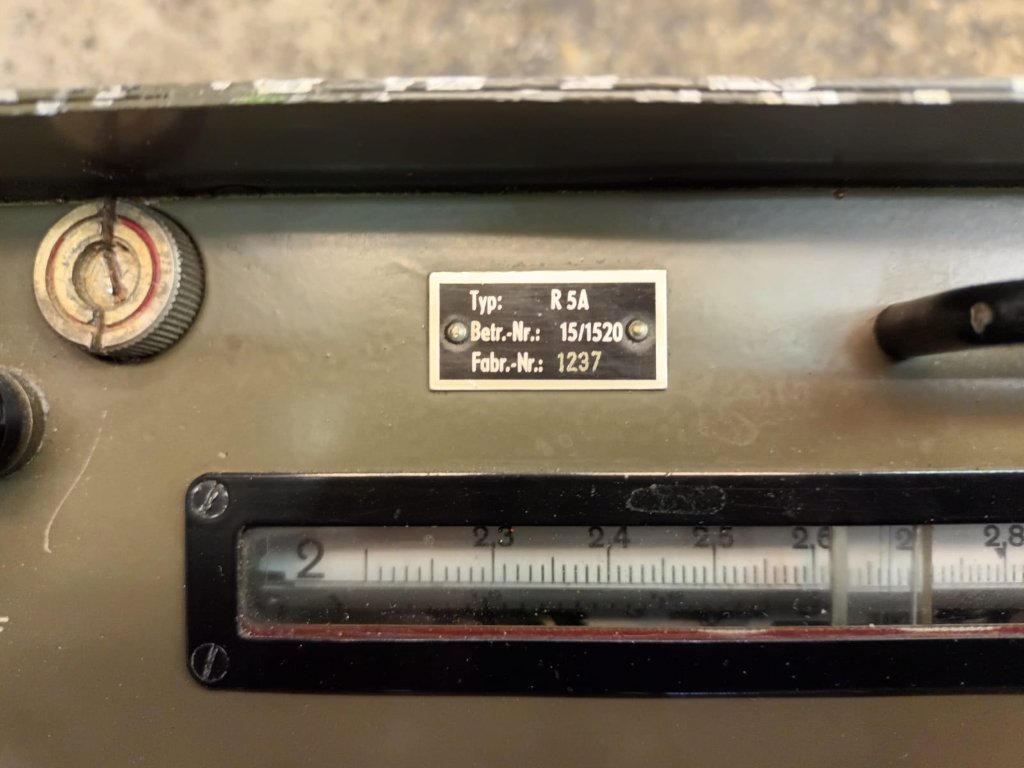 Typ: R 5A
Betr.-Nr.: 15/1520
Fabr.-Nr.: 1237
2 2,3 2,4 2,5 2,6 2,8